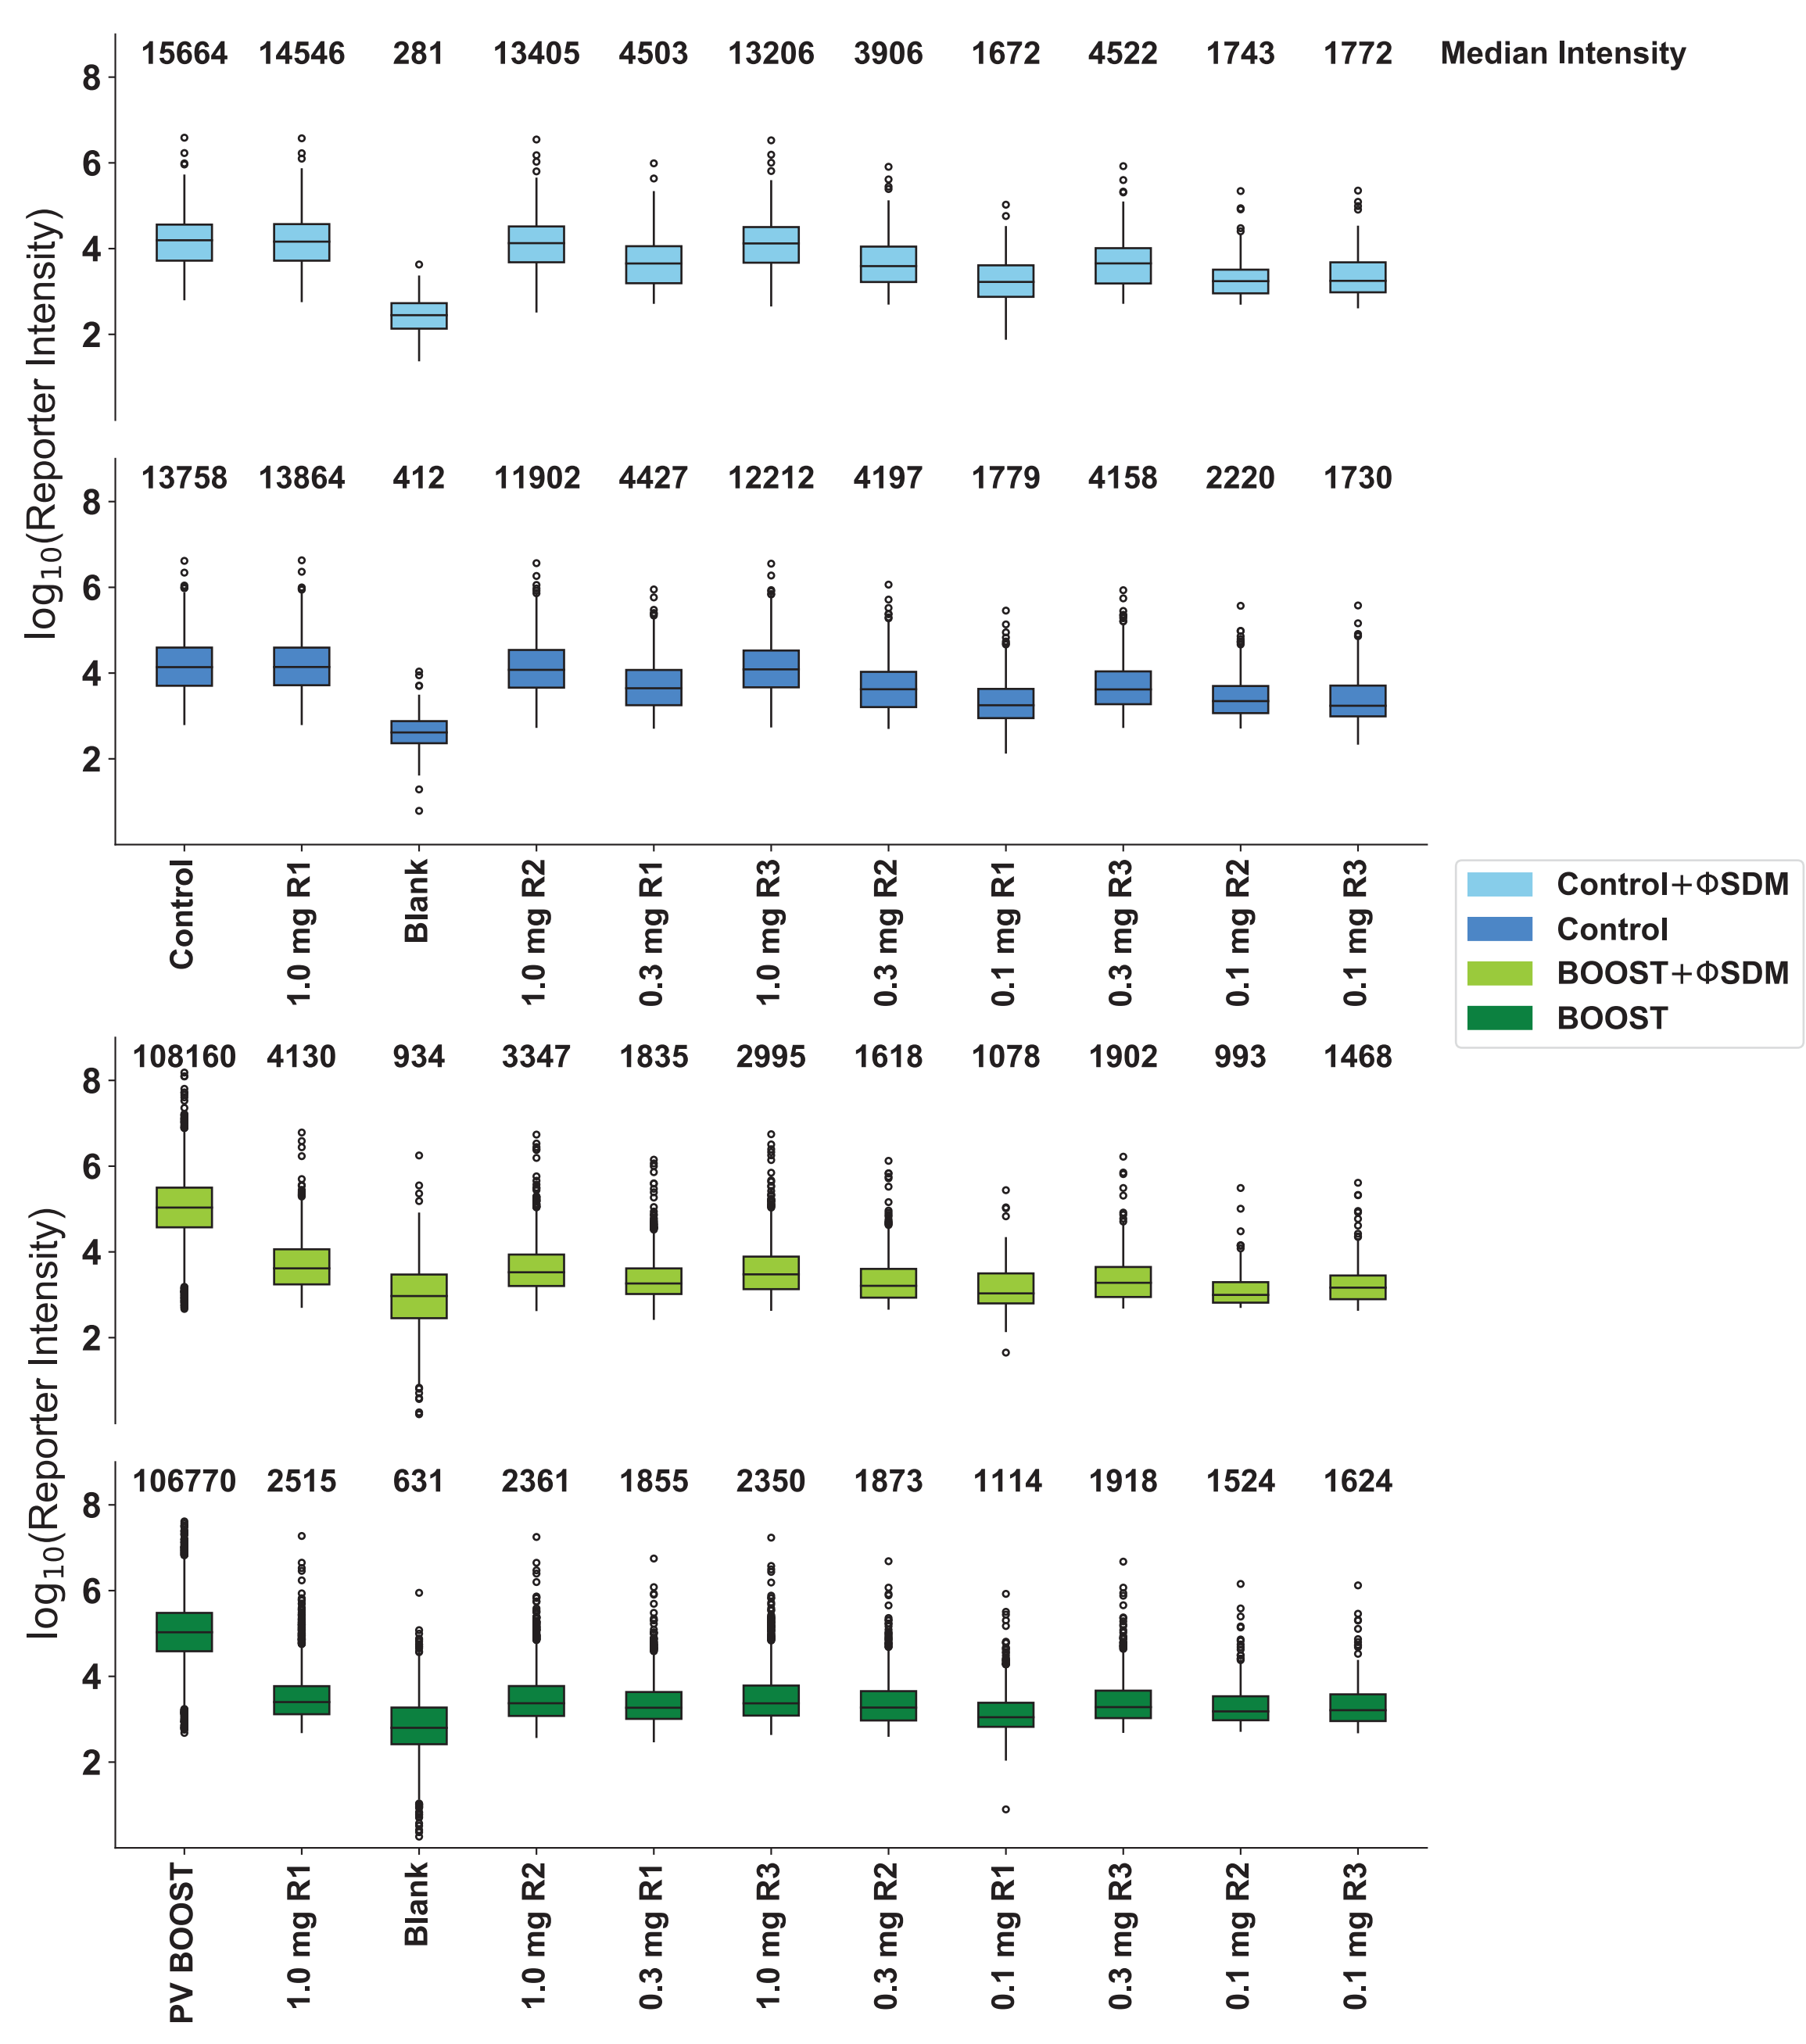 15664 14546 281 13405 4503 13206 3906 1672 4522 1743 1772 Median Intensity
8
6
4
2
log10(Reporter Intensity)
13758 13864 412 11902 4427 12212 4197 1779 4158 2220 1730
8
6
4
2
Control
1.0 mg R1
Blank
1.0 mg R2
0.3 mg R1
1.0 mg R3
0.3 mg R2
0.1 mg R1
0.3 mg R3
0.1 mg R2
0.1 mg R3
Control+ΦSDM
Control
BOOST+ΦSDM
BOOST
108160 4130 934 3347 1835 2995 1618 1078 1902 993 1468
8
6
4
2
log10(Reporter Intensity)
106770 2515 631 2361 1855 2350 1873 1114 1918 1524 1624
8
6
4
2
PV BOOST
1.0 mg R1
Blank
1.0 mg R2
0.3 mg R1
1.0 mg R3
0.3 mg R2
0.1 mg R1
0.3 mg R3
0.1 mg R2
0.1 mg R3